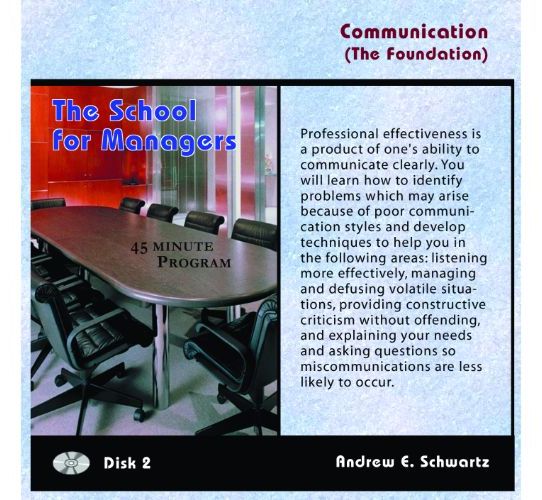 Communication
(The Foundation)
The School
for Managers
45 MINUTE
PROGRAM
Professional effectiveness is
a product of one's ability to
communicate clearly. You
will learn how to identify
problems which may arise
because of poor communi-
cation styles and develop
techniques to help you in
the following areas: listening
more effectively, managing
and defusing volatile situa-
tions, providing constructive
criticism without offending,
and explaining your needs
and asking questions so
miscommunications are less
likely to occur.
Disk 2
Andrew E. Schwartz